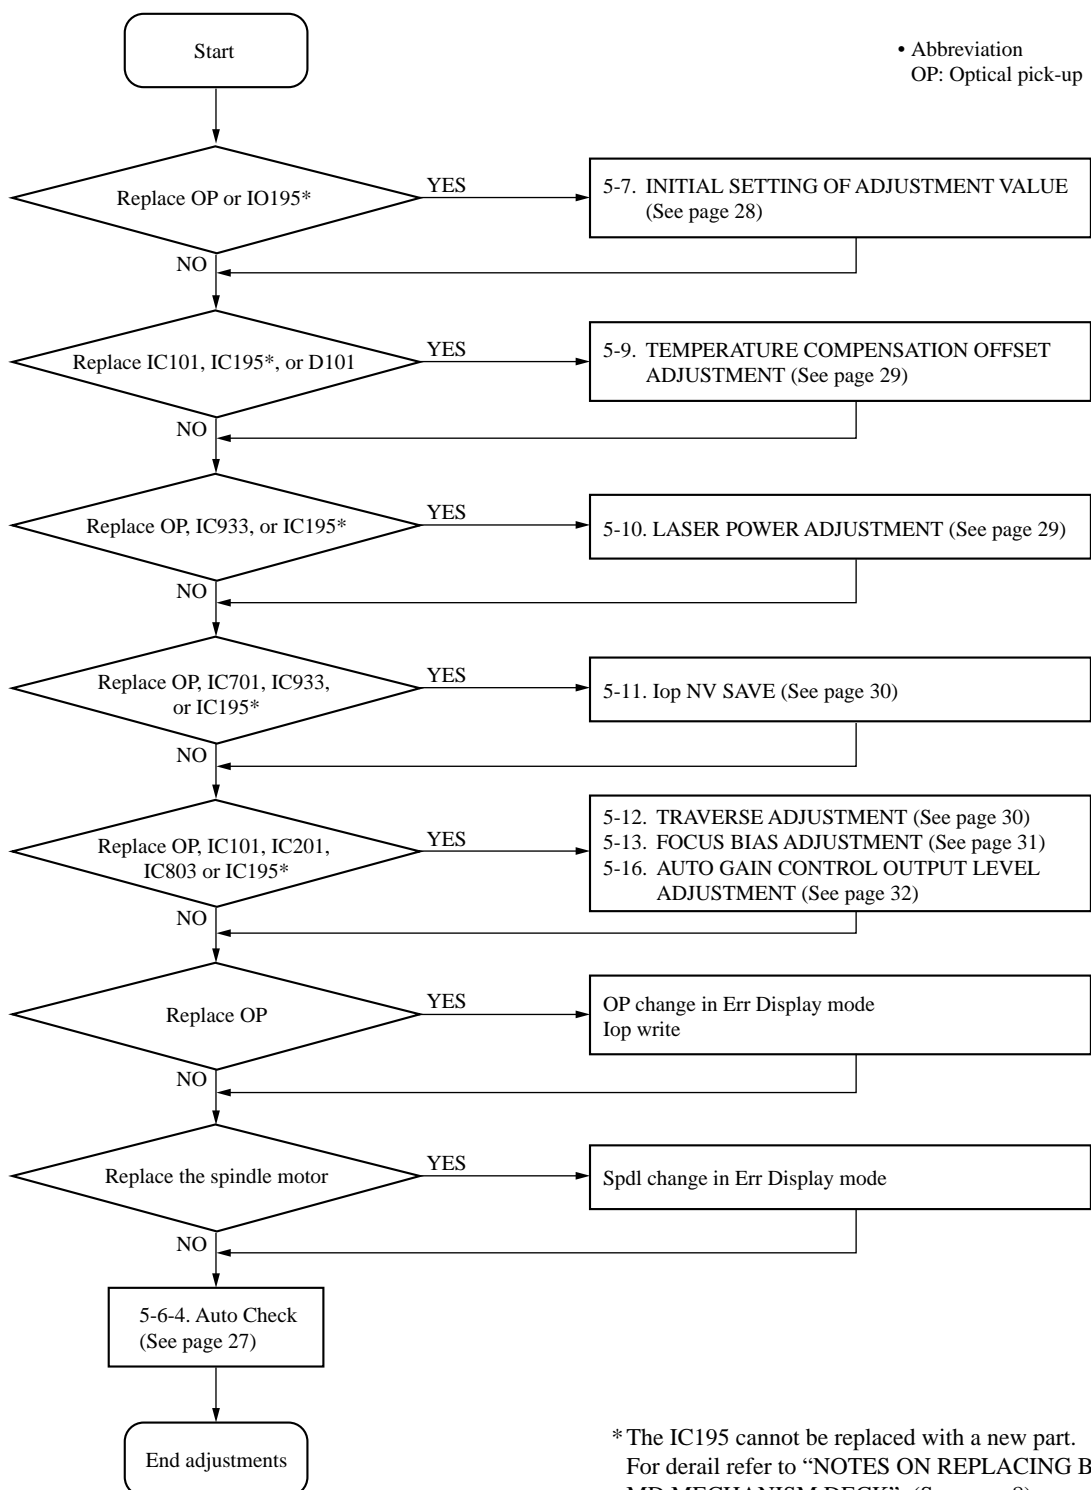 Start
• Abbreviation
OP: Optical pick-up
Replace OP or IO195*
YES
5-7. INITIAL SETTING OF ADJUSTMENT VALUE
(See page 28)
NO
Replace IC101, IC195*, or D101
YES
5-9. TEMPERATURE COMPENSATION OFFSET
ADJUSTMENT (See page 29)
NO
Replace OP, IC933, or IC195*
YES
5-10. LASER POWER ADJUSTMENT (See page 29)
NO
Replace OP, IC701, IC933,
or IC195*
YES
5-11. Iop NV SAVE (See page 30)
NO
Replace OP, IC101, IC201,
IC803 or IC195*
YES
5-12. TRAVERSE ADJUSTMENT (See page 30)
5-13. FOCUS BIAS ADJUSTMENT (See page 31)
5-16. AUTO GAIN CONTROL OUTPUT LEVEL
ADJUSTMENT (See page 32)
NO
Replace OP
YES
OP change in Err Display mode
Iop write
NO
Replace the spindle motor
YES
Spdl change in Err Display mode
NO
5-6-4. Auto Check
(See page 27)
End adjustments
* The IC195 cannot be replaced with a new part.
For derail refer to “NOTES ON REPLACING B
MD MECHANISM DECK”